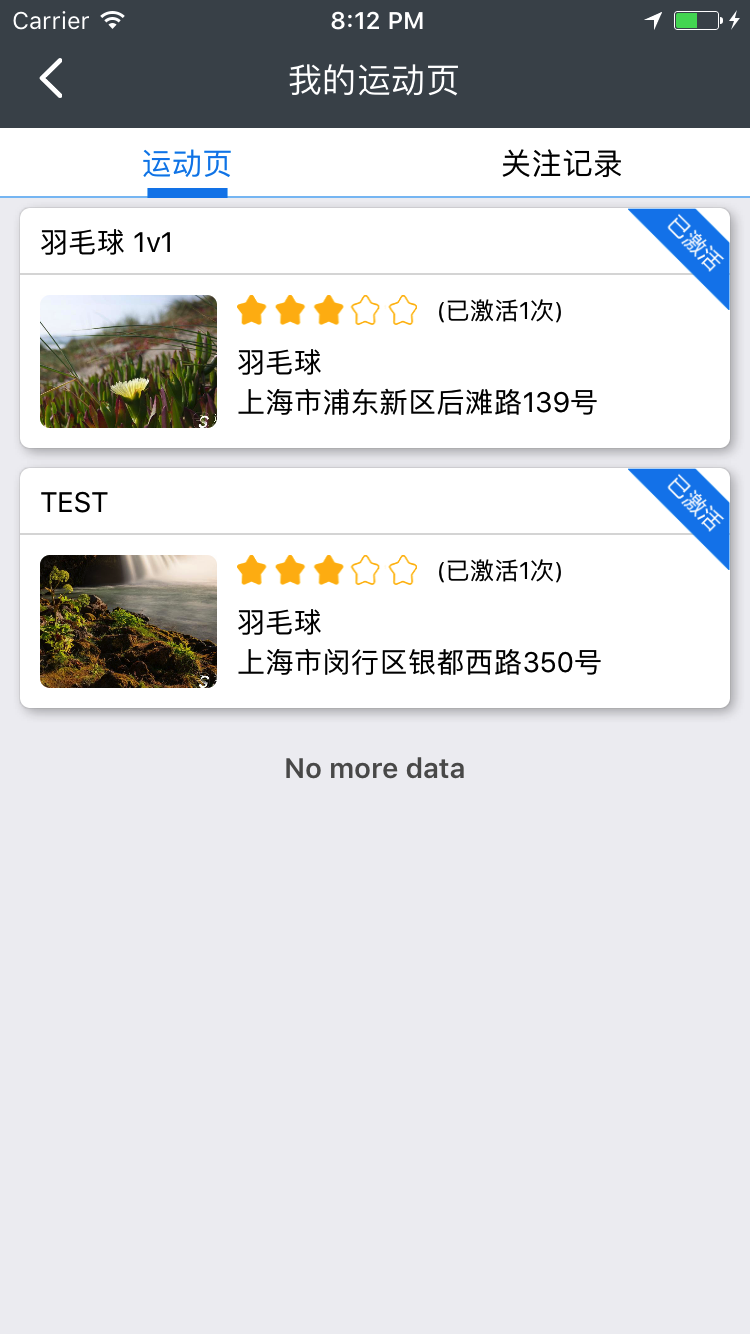 Carrier
8:12 PM
我的运动页
运动页
关注记录
羽毛球 1v1
已激活
(已激活1次)
羽毛球
上海市浦东新区后滩路139号
S
TEST
已激活
(已激活1次)
羽毛球
上海市闵行区银都西路350号
S
No more data